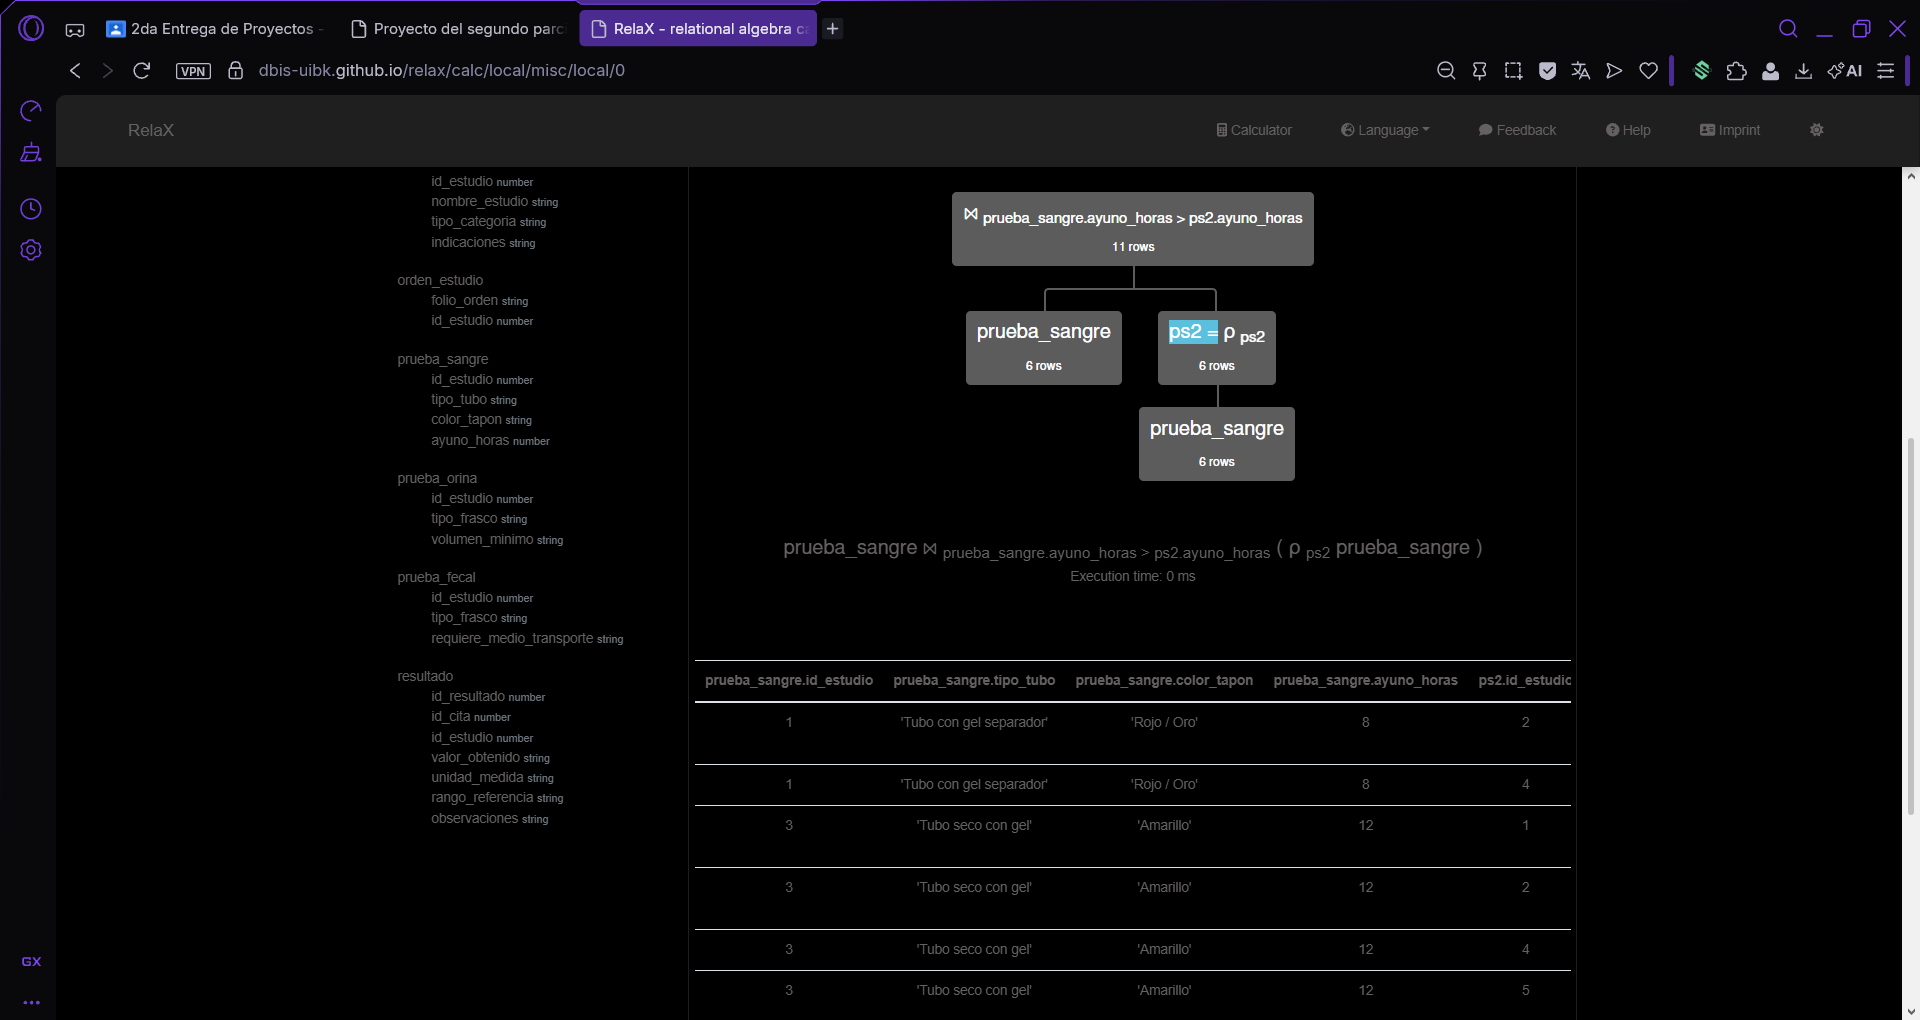 2da Entrega de Proyectos -
Proyecto del segundo parc
RelaX - relational algebra c
VPN
dbis-uibk.github.io/relax/calc/local/misc/local/0
AI
RelaX
Calculator
Language
Feedback
Help
Imprint
id_estudio number
nombre_estudio string
tipo_categoria string
indicaciones string
orden_estudio
folio_orden string
id_estudio number
prueba_sangre
id_estudio number
tipo_tubo string
color_tapon string
ayuno_horas number
prueba_orina
id_estudio number
tipo_frasco string
volumen_minimo string
prueba_fecal
id_estudio number
tipo_frasco string
requiere_medio_transporte string
resultado
id_resultado number
id_cita number
id_estudio number
valor_obtenido string
unidad_medida string
rango_referencia string
observaciones string
GX
⋈ prueba_sangre.ayuno_horas > ps2.ayuno_horas
11 rows
prueba_sangre
6 rows
ps2 = ρ ps2
6 rows
prueba_sangre
6 rows
prueba_sangre ⋈ prueba_sangre.ayuno_horas > ps2.ayuno_horas ( ρ ps2 prueba_sangre )
Execution time: 0 ms
prueba_sangre.id_estudio prueba_sangre.tipo_tubo prueba_sangre.color_tapon prueba_sangre.ayuno_horas ps2.id_estudio
1 'Tubo con gel separador' 'Rojo / Oro' 8 2
1 'Tubo con gel separador' 'Rojo / Oro' 8 4
3 'Tubo seco con gel' 'Amarillo' 12 1
3 'Tubo seco con gel' 'Amarillo' 12 2
3 'Tubo seco con gel' 'Amarillo' 12 4
3 'Tubo seco con gel' 'Amarillo' 12 5